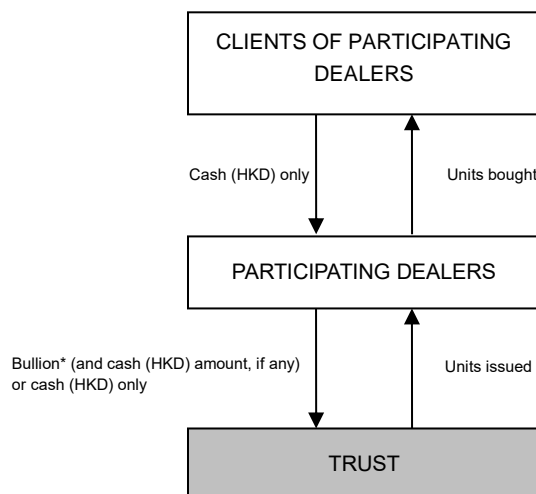 CLIENTS OF PARTICIPATING
DEALERS
Cash (HKD) only
Units bought
PARTICIPATING DEALERS
Bullion* (and cash (HKD) amount, if any)
or cash (HKD) only
Units issued
TRUST